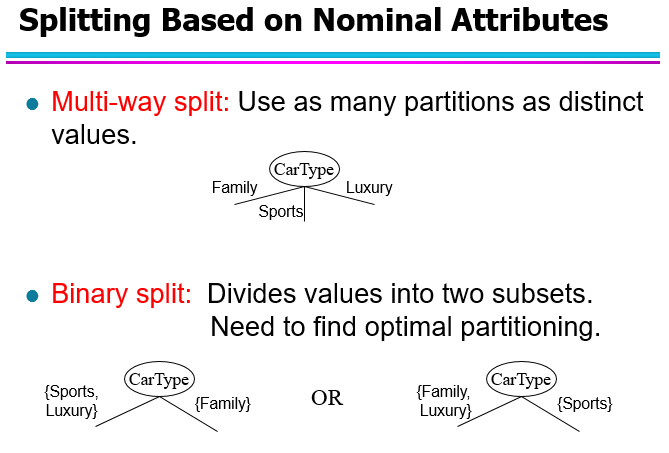 Splitting Based on Nominal Attributes
Multi-way split: Use as many partitions as distinct
values.
CarType
Family
Luxury
Sports
Binary split: Divides values into two subsets.
Need to find optimal partitioning.
CarType
{Sports,
Luxury}
{Family}
OR
CarType
{Family,
Luxury}
{Sports}